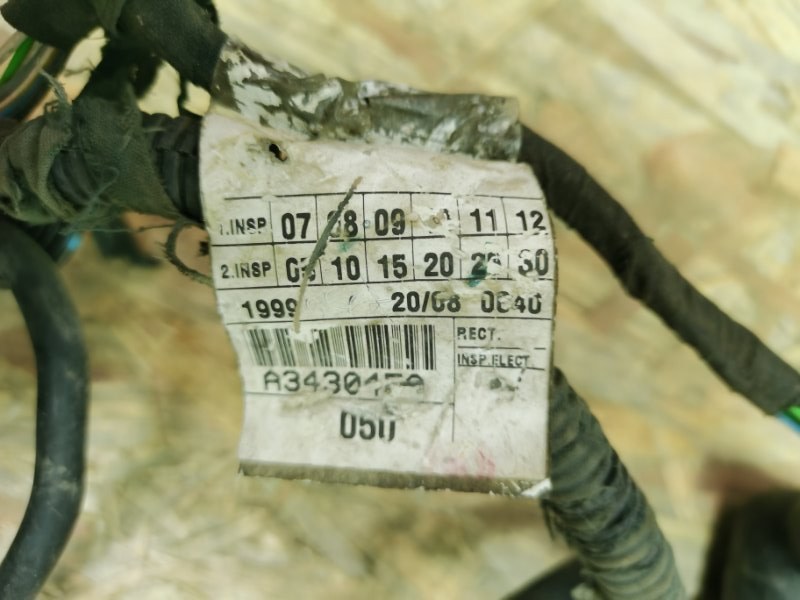 1.INSP 07 08 09 11 12
2.INSP 10 15 20 30
1999 20/08
RECT.
INSP.ELECT
050